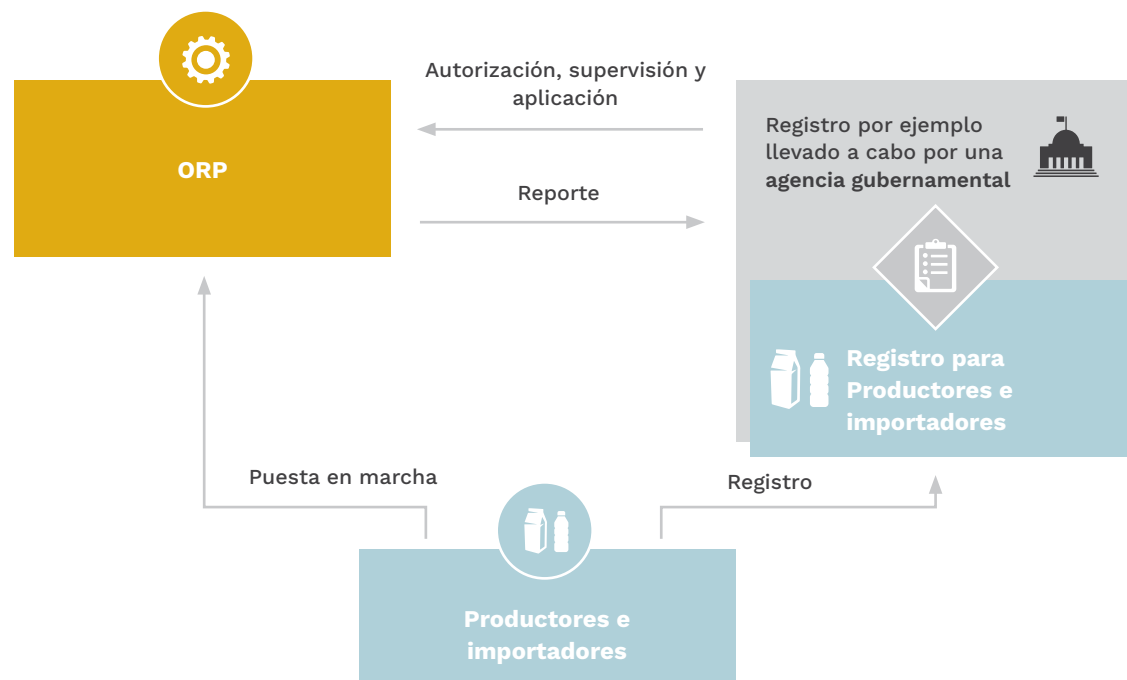 ORP
Autorización, supervisión y
aplicación
Reporte
Registro por ejemplo
llevado a cabo por una
agencia gubernamental
Registro para
Productores e
importadores
Puesta en marcha
Registro
Productores e
importadores